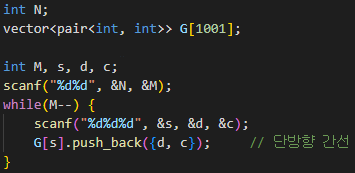 int N;
vector<pair<int, int>> G[1001];
int M, s, d, c;
scanf("%d%d", &N, &M);
while(M--) {
scanf("%d%d%d", &s, &d, &c);
G[s].push_back({d, c}); // 단방향 간선
}